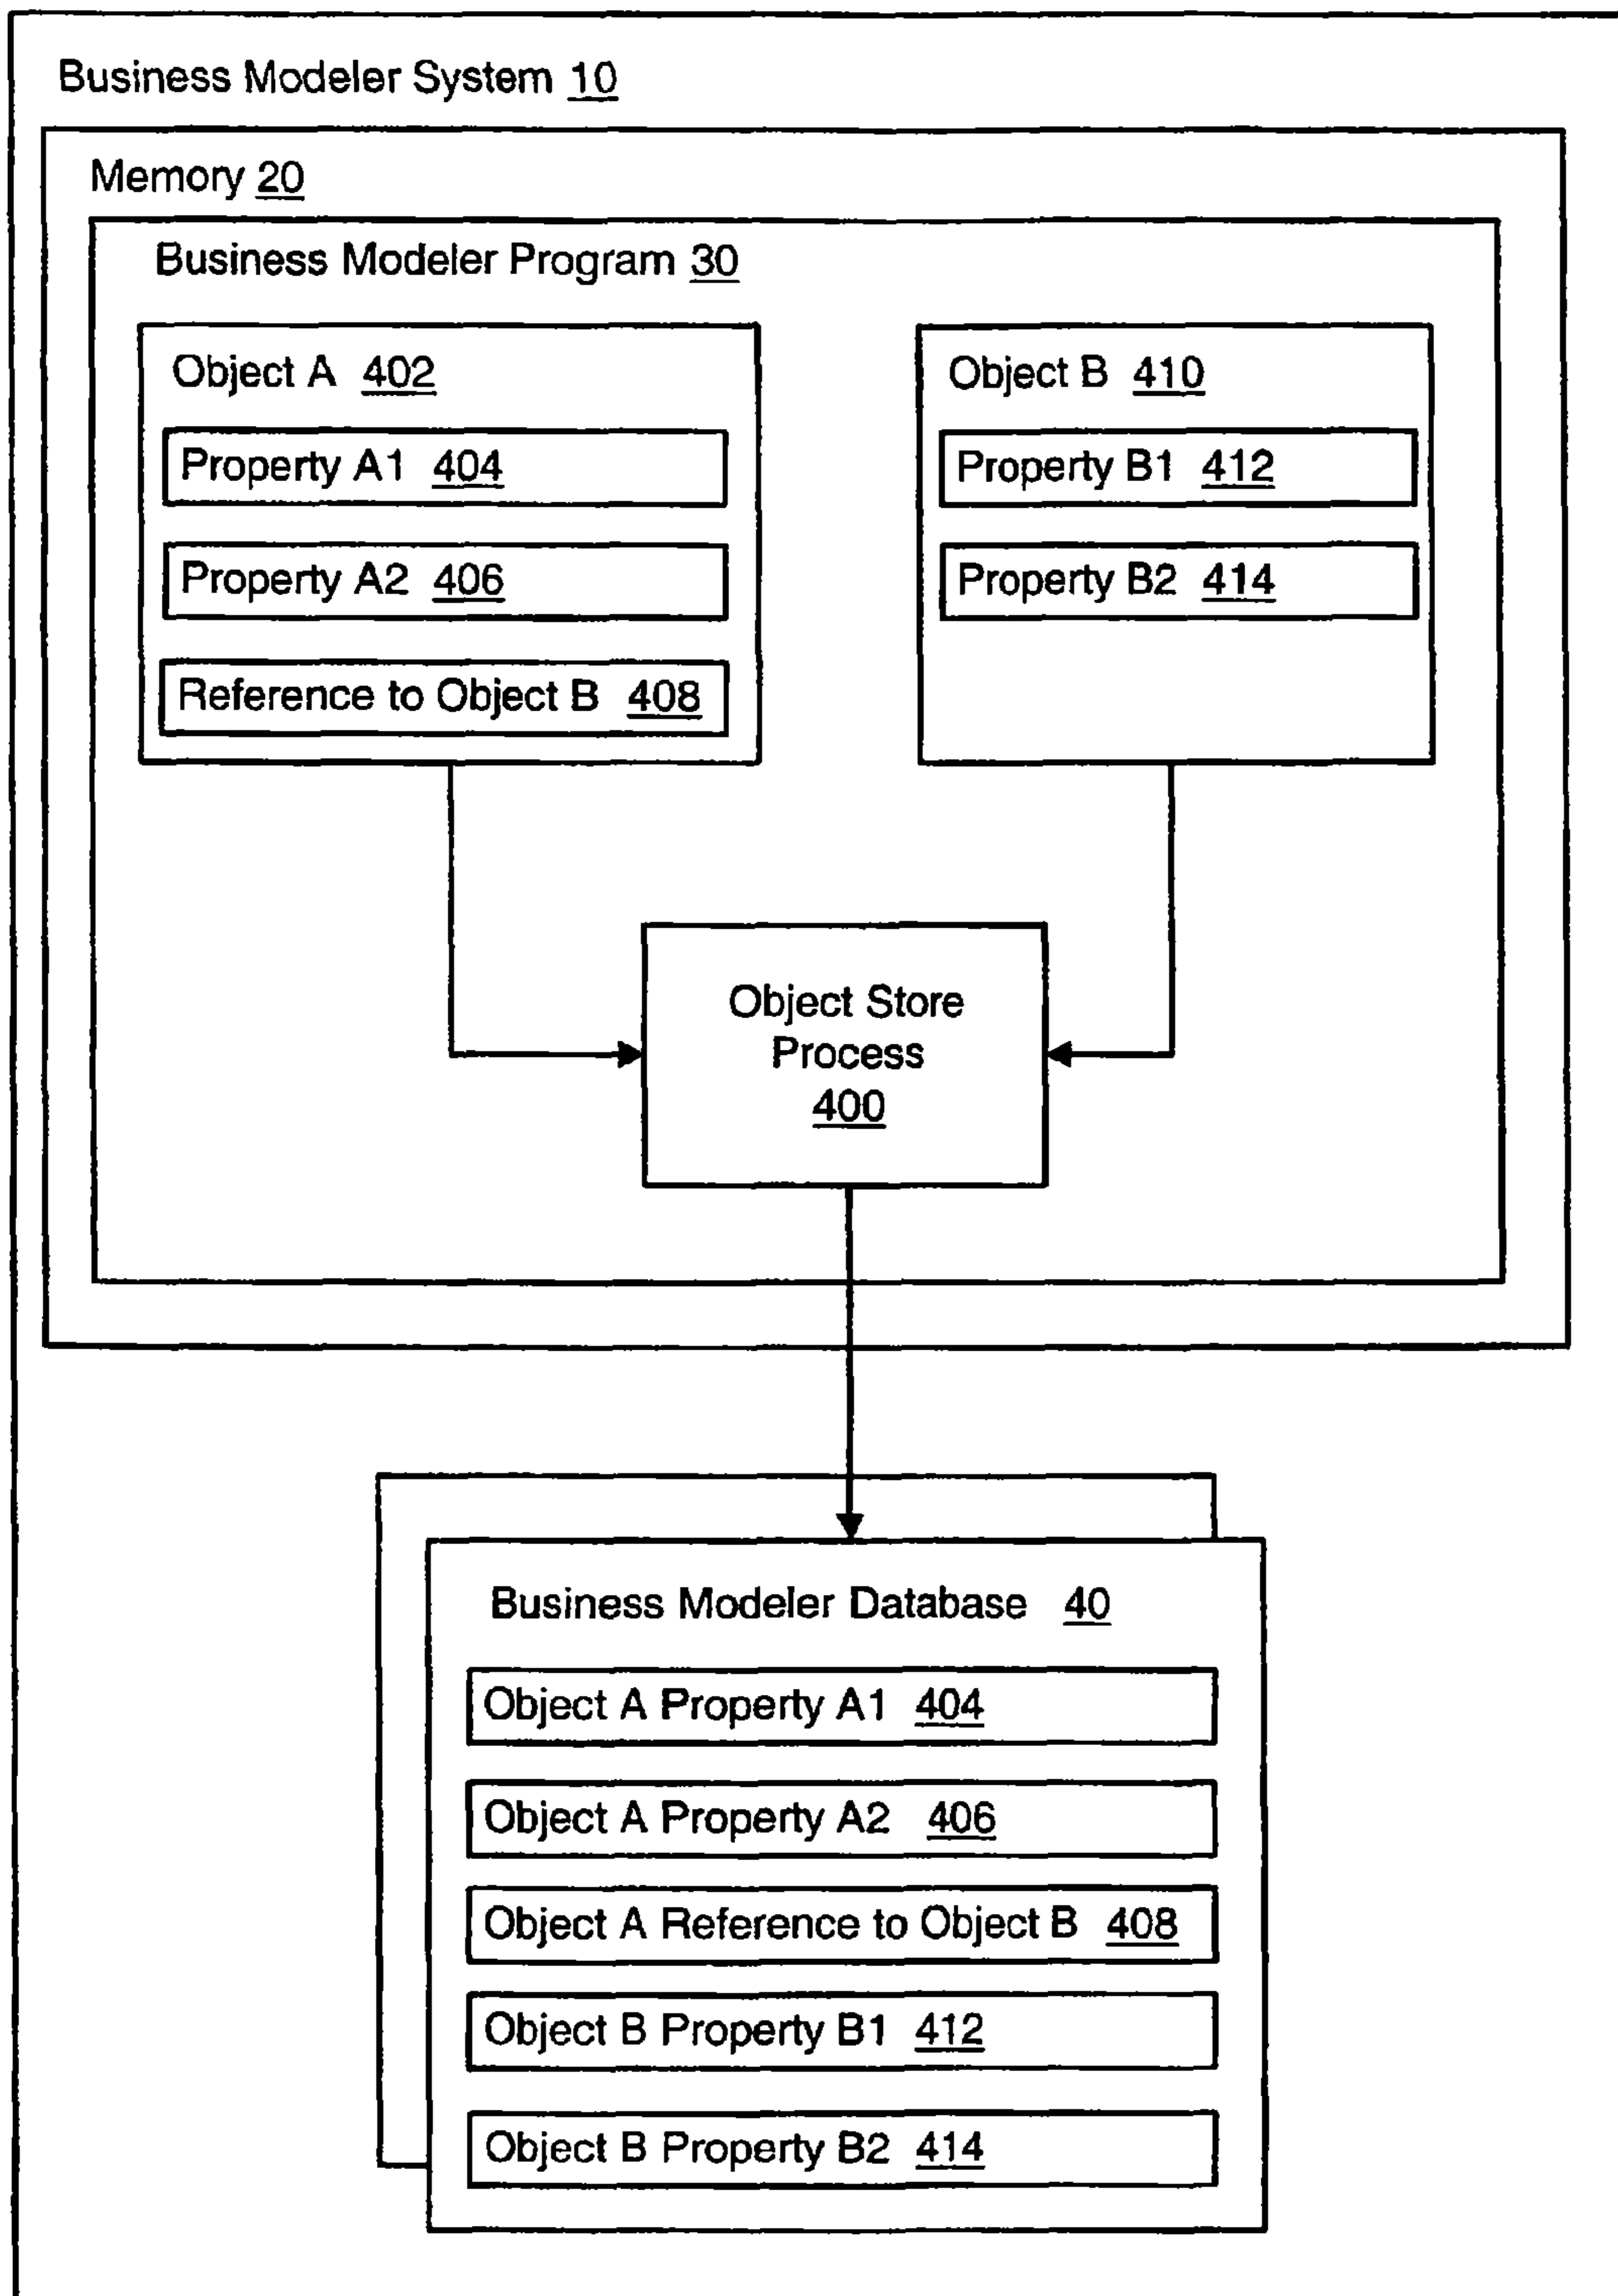 Business Modeler System 10
Memory 20
Business Modeler Program 30
Object A 402
Property A1 404
Property A2 406
Reference to Object B 408
Object B 410
Property B1 412
Property B2 414
Object Store
Process
400
Business Modeler Database 40
Object A Property A1 404
Object A Property A2 406
Object A Reference to Object B 408
Object B Property B1 412
Object B Property B2 414